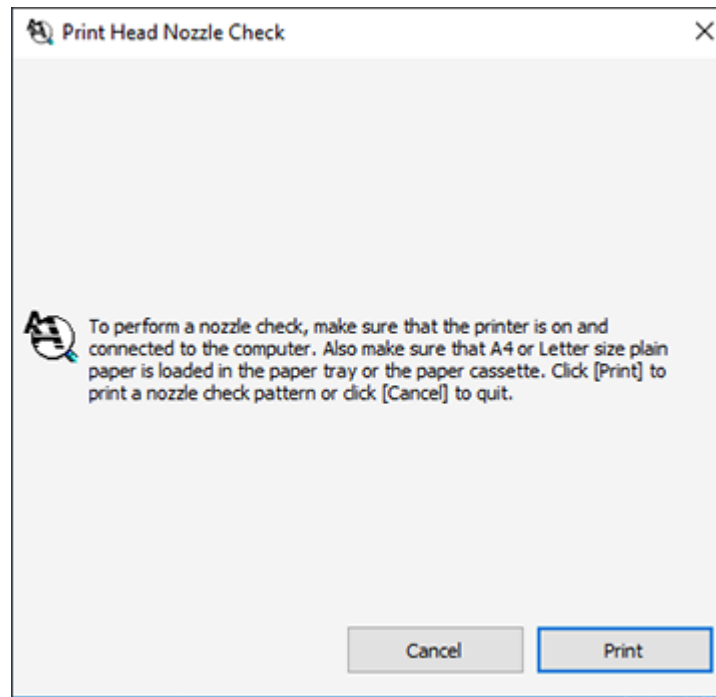 Print Head Nozzle Check
To perform a nozzle check, make sure that the printer is on and
connected to the computer. Also make sure that A4 or Letter size plain
paper is loaded in the paper tray or the paper cassette. Click [Print] to
print a nozzle check pattern or click [Cancel] to quit.
Cancel
Print